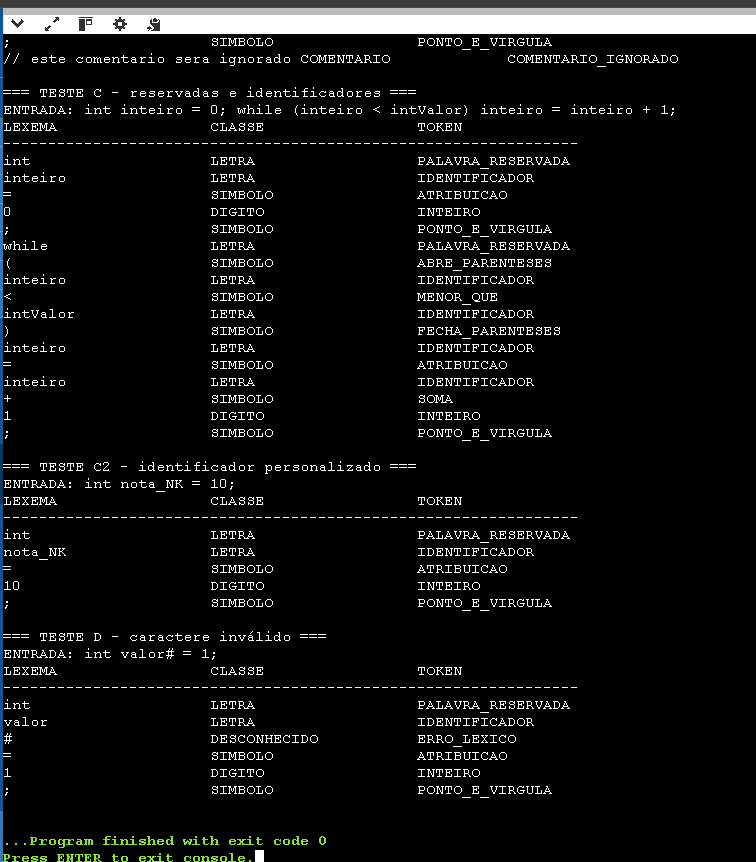 ;                      SIMBOLO                PONTO_E_VIRGULA
// este comentario sera ignorado COMENTARIO             COMENTARIO_IGNORADO
=== TESTE C - reservadas e identificadores ===
ENTRADA: int inteiro = 0; while (inteiro < intValor) inteiro = inteiro + 1;
LEXEMA                 CLASSE                 TOKEN
----------------------------------------------------------------
int                    LETRA                  PALAVRA_RESERVADA
inteiro                LETRA                  IDENTIFICADOR
=                      SIMBOLO                ATRIBUICAO
0                      DIGITO                 INTEIRO
;                      SIMBOLO                PONTO_E_VIRGULA
while                  LETRA                  PALAVRA_RESERVADA
(                      SIMBOLO                ABRE_PARENTESES
inteiro                LETRA                  IDENTIFICADOR
<                      SIMBOLO                MENOR_QUE
intValor               LETRA                  IDENTIFICADOR
)                      SIMBOLO                FECHA_PARENTESES
inteiro                LETRA                  IDENTIFICADOR
=                      SIMBOLO                ATRIBUICAO
inteiro                LETRA                  IDENTIFICADOR
+                      SIMBOLO                SOMA
1                      DIGITO                 INTEIRO
;                      SIMBOLO                PONTO_E_VIRGULA
=== TESTE C2 - identificador personalizado ===
ENTRADA: int nota_NK = 10;
LEXEMA                 CLASSE                 TOKEN
----------------------------------------------------------------
int                    LETRA                  PALAVRA_RESERVADA
nota_NK                LETRA                  IDENTIFICADOR
=                      SIMBOLO                ATRIBUICAO
10                     DIGITO                 INTEIRO
;                      SIMBOLO                PONTO_E_VIRGULA
=== TESTE D - caractere inválido ===
ENTRADA: int valor# = 1;
LEXEMA                 CLASSE                 TOKEN
----------------------------------------------------------------
int                    LETRA                  PALAVRA_RESERVADA
valor                  LETRA                  IDENTIFICADOR
#                      DESCONHECIDO           ERRO_LEXICO
=                      SIMBOLO                ATRIBUICAO
1                      DIGITO                 INTEIRO
;                      SIMBOLO                PONTO_E_VIRGULA
...Program finished with exit code 0
Press ENTER to exit console.